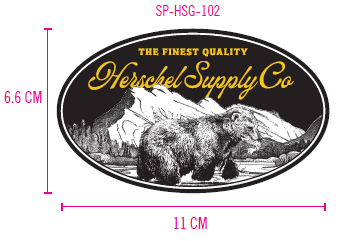 SP-HSG-102
THE FINEST QUALITY
Herschel Supply Co
6.6 CM
11 CM